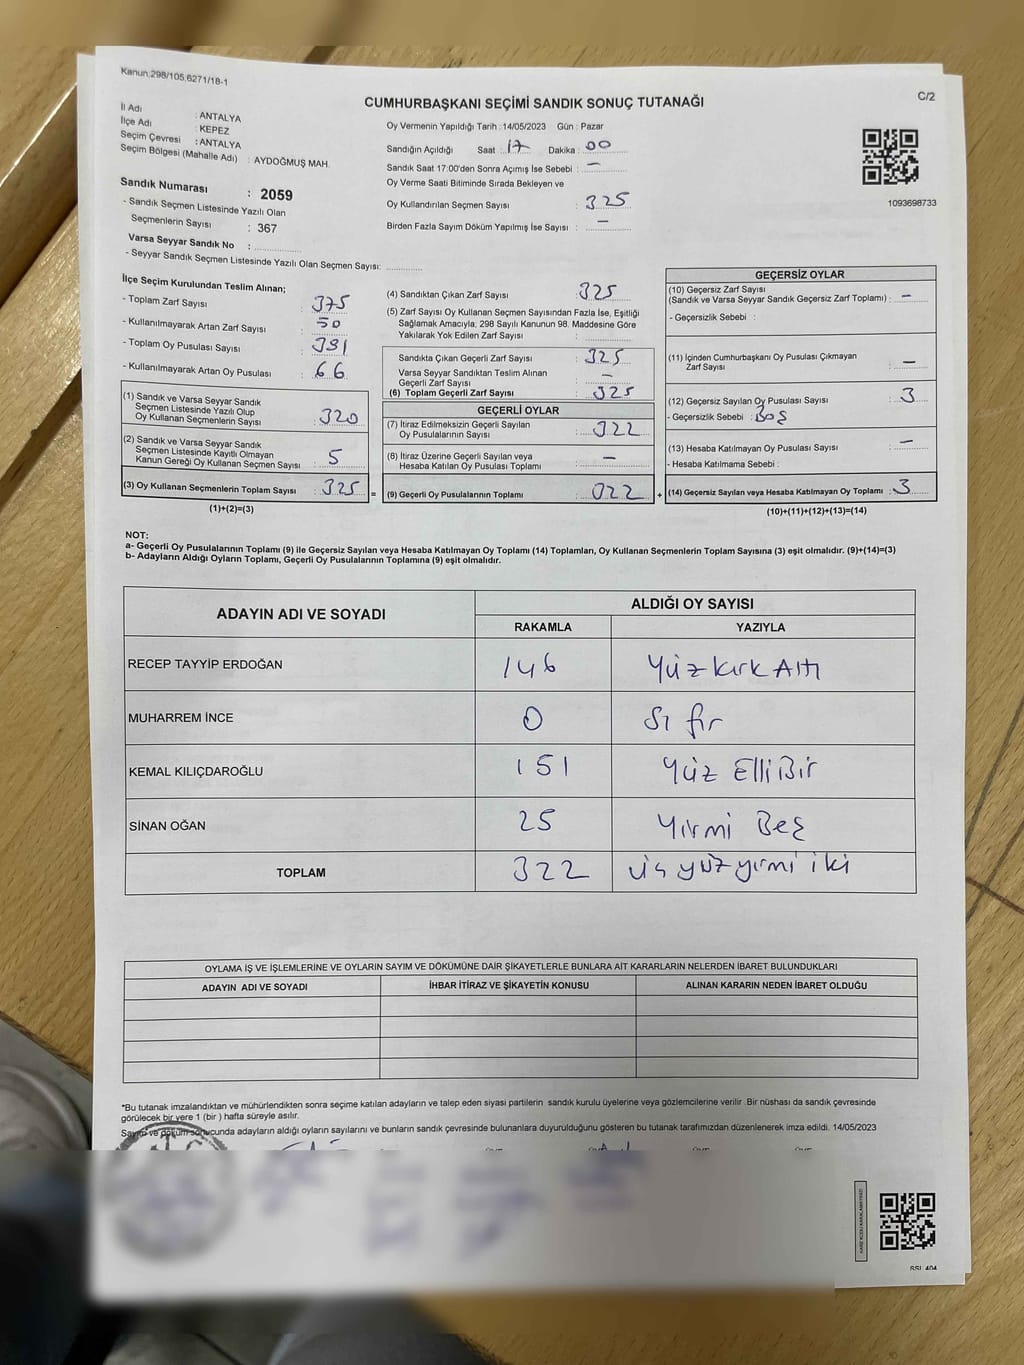 Kanun:298/105,6271/18-1
C/2
CUMHURBAŞKANI SEÇİMİ SANDIK SONUÇ TUTANAĞI
İl Adı : ANTALYA
İlçe Adı : KEPEZ
Seçim Çevresi : ANTALYA
Seçim Bölgesi (Mahalle Adı) : AYDOĞMUŞ MAH.
Sandık Numarası : 2059
- Sandık Seçmen Listesinde Yazılı Olan
Seçmenlerin Sayısı : 367
Varsa Seyyar Sandık No :
- Seyyar Sandık Seçmen Listesinde Yazılı Olan Seçmen Sayısı:
Oy Vermenin Yapıldığı Tarih :14/05/2023 Gün : Pazar
Sandığın Açıldığı Saat : 17 Dakika : 00
Sandık Saat 17:00'den Sonra Açımış İse Sebebi : —
Oy Verme Saati Bitiminde Sırada Bekleyen ve
Oy Kullandırılan Seçmen Sayısı : 325
Birden Fazla Sayım Döküm Yapılmış İse Sayısı : —
1093698733
İlçe Seçim Kurulundan Teslim Alınan;
- Toplam Zarf Sayısı : 375
- Kullanılmayarak Artan Zarf Sayısı : 50
- Toplam Oy Pusulası Sayısı : 391
- Kullanılmayarak Artan Oy Pusulası : 66
(1) Sandık ve Varsa Seyyar Sandık
Seçmen Listesinde Yazılı Olup
Oy Kullanan Seçmenlerin Sayısı : 320
(2) Sandık ve Varsa Seyyar Sandık
Seçmen Listesinde Kayıtlı Olmayan
Kanun Gereği Oy Kullanan Seçmen Sayısı : 5
(3) Oy Kullanan Seçmenlerin Toplam Sayısı : 325 =
(1)+(2)=(3)
(4) Sandıktan Çıkan Zarf Sayısı : 325
(5) Zarf Sayısı Oy Kullanan Seçmen Sayısından Fazla İse, Eşitliği
Sağlamak Amacıyla, 298 Sayılı Kanunun 98. Maddesine Göre
Yakılarak Yok Edilen Zarf Sayısı :
Sandıkta Çıkan Geçerli Zarf Sayısı : 325
Varsa Seyyar Sandıktan Teslim Alınan
Geçerli Zarf Sayısı : —
(6) Toplam Geçerli Zarf Sayısı : 325
GEÇERLİ OYLAR
(7) İtiraz Edilmeksizin Geçerli Sayılan
Oy Pusulalarının Sayısı : 322
(8) İtiraz Üzerine Geçerli Sayılan veya
Hesaba Katılan Oy Pusulası Toplamı : —
(9) Geçerli Oy Pusulalarının Toplamı : 322 +
GEÇERSİZ OYLAR
(10) Geçersiz Zarf Sayısı
(Sandık ve Varsa Seyyar Sandık Geçersiz Zarf Toplamı) : —
- Geçersizlik Sebebi :
(11) İçinden Cumhurbaşkanı Oy Pusulası Çıkmayan
Zarf Sayısı : —
(12) Geçersiz Sayılan Oy Pusulası Sayısı : 3
- Geçersizlik Sebebi : Boş
(13) Hesaba Katılmayan Oy Pusulası Sayısı : —
- Hesaba Katılmama Sebebi :
(14) Geçersiz Sayılan veya Hesaba Katılmayan Oy Toplamı : 3
(10)+(11)+(12)+(13)=(14)
NOT:
a- Geçerli Oy Pusulalarının Toplamı (9) ile Geçersiz Sayılan veya Hesaba Katılmayan Oy Toplamı (14) Toplamları, Oy Kullanan Seçmenlerin Toplam Sayısına (3) eşit olmalıdır. (9)+(14)=(3)
b- Adayların Aldığı Oyların Toplamı, Geçerli Oy Pusulalarının Toplamına (9) eşit olmalıdır.
ADAYIN ADI VE SOYADI ALDIĞI OY SAYISI
RAKAMLA YAZIYLA
RECEP TAYYİP ERDOĞAN 146 Yüz kırk Altı
MUHARREM İNCE 0 Sıfır
KEMAL KILIÇDAROĞLU 151 Yüz Elli Bir
SİNAN OĞAN 25 Yirmi Beş
TOPLAM 322 üç yüz yirmi iki
OYLAMA İŞ VE İŞLEMLERİNE VE OYLARIN SAYIM VE DÖKÜMÜNE DAİR ŞİKAYETLERLE BUNLARA AİT KARARLARIN NELERDEN İBARET BULUNDUKLARI
ADAYIN ADI VE SOYADI İHBAR İTİRAZ VE ŞİKAYETİN KONUSU ALINAN KARARIN NEDEN İBARET OLDUĞU
*Bu tutanak imzalandıktan ve mühürlendikten sonra seçime katılan adayların ve talep eden siyasi partilerin sandık kurulu üyelerine veya gözlemcilerine verilir .Bir nüshası da sandık çevresinde
görülecek bir yere 1 (bir ) hafta süreyle asılır.
Sayım ve döküm sonucunda adayların aldığı oyların sayılarını ve bunların sandık çevresinde bulunanlara duyurulduğunu gösteren bu tutanak tarafımızdan düzenlenerek imza edildi. 14/05/2023